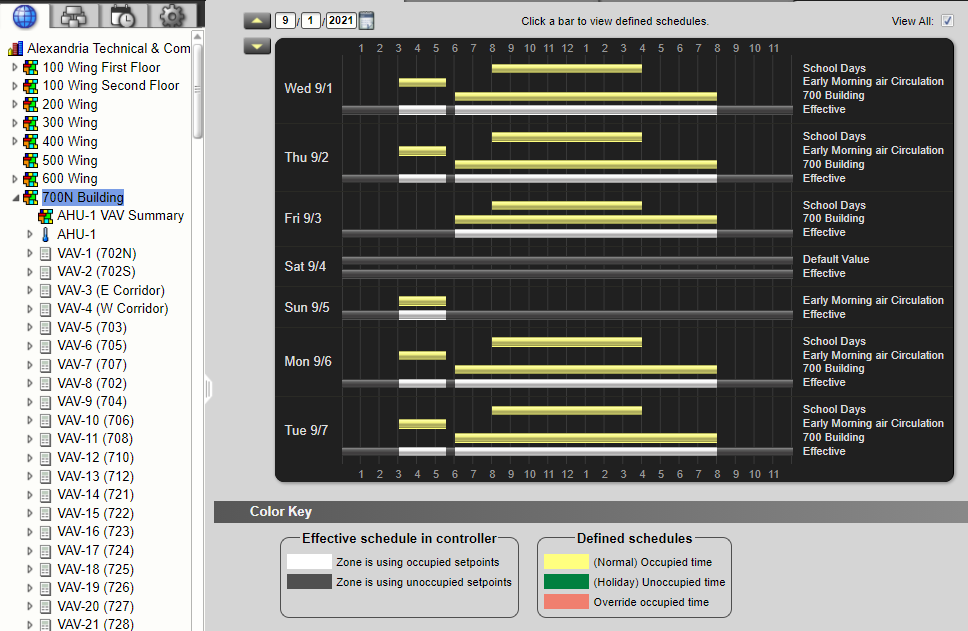 9 / 1 / 2021
Click a bar to view defined schedules.
View All:
Alexandria Technical & Com
100 Wing First Floor
100 Wing Second Floor
200 Wing
300 Wing
400 Wing
500 Wing
600 Wing
700N Building
AHU-1 VAV Summary
AHU-1
VAV-1 (702N)
VAV-2 (702S)
VAV-3 (E Corridor)
VAV-4 (W Corridor)
VAV-5 (703)
VAV-6 (705)
VAV-7 (707)
VAV-8 (702)
VAV-9 (704)
VAV-10 (706)
VAV-11 (708)
VAV-12 (710)
VAV-13 (712)
VAV-14 (721)
VAV-15 (722)
VAV-16 (723)
VAV-17 (724)
VAV-18 (725)
VAV-19 (726)
VAV-20 (727)
VAV-21 (728)
1 2 3 4 5 6 7 8 9 10 11 12 1 2 3 4 5 6 7 8 9 10 11
Wed 9/1
School Days
Early Morning air Circulation
700 Building
Effective
Thu 9/2
School Days
Early Morning air Circulation
700 Building
Effective
Fri 9/3
School Days
700 Building
Effective
Sat 9/4
Default Value
Effective
Sun 9/5
Early Morning air Circulation
Effective
Mon 9/6
School Days
Early Morning air Circulation
700 Building
Effective
Tue 9/7
School Days
Early Morning air Circulation
700 Building
Effective
1 2 3 4 5 6 7 8 9 10 11 12 1 2 3 4 5 6 7 8 9 10 11
Color Key
Effective schedule in controller
Zone is using occupied setpoints
Zone is using unoccupied setpoints
Defined schedules
(Normal) Occupied time
(Holiday) Unoccupied time
Override occupied time